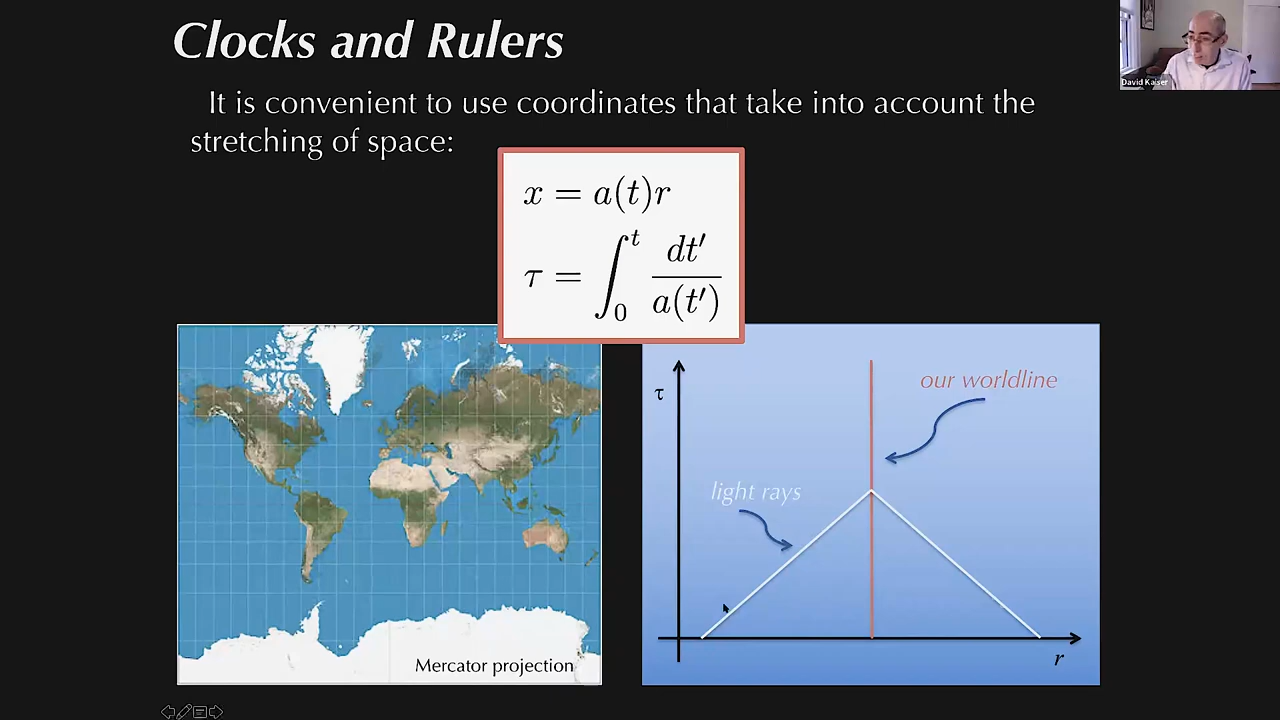 Clocks and Rulers
David Kaiser
It is convenient to use coordinates that take into account the
stretching of space:
x = a(t)r
τ = ∫₀ᵗ dt′/a(t′)
τ
our worldline
light rays
Mercator projection
r